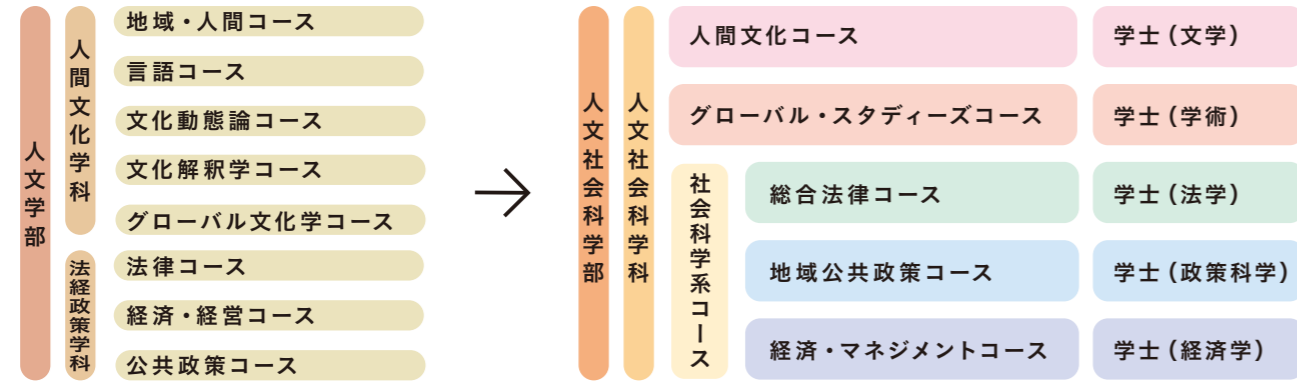 人文学部
人間文化学科
地域・人間コース
言語コース
文化動態論コース
文化解釈学コース
グローバル文化学コース
法経政策学科
法律コース
経済・経営コース
公共政策コース
人文社会科学部
人文社会科学科
人間文化コース
学士(文学)
グローバル・スタディーズコース
学士(学術)
社会科学系コース
総合法律コース
学士(法学)
地域公共政策コース
学士(政策科学)
経済・マネジメントコース
学士(経済学)